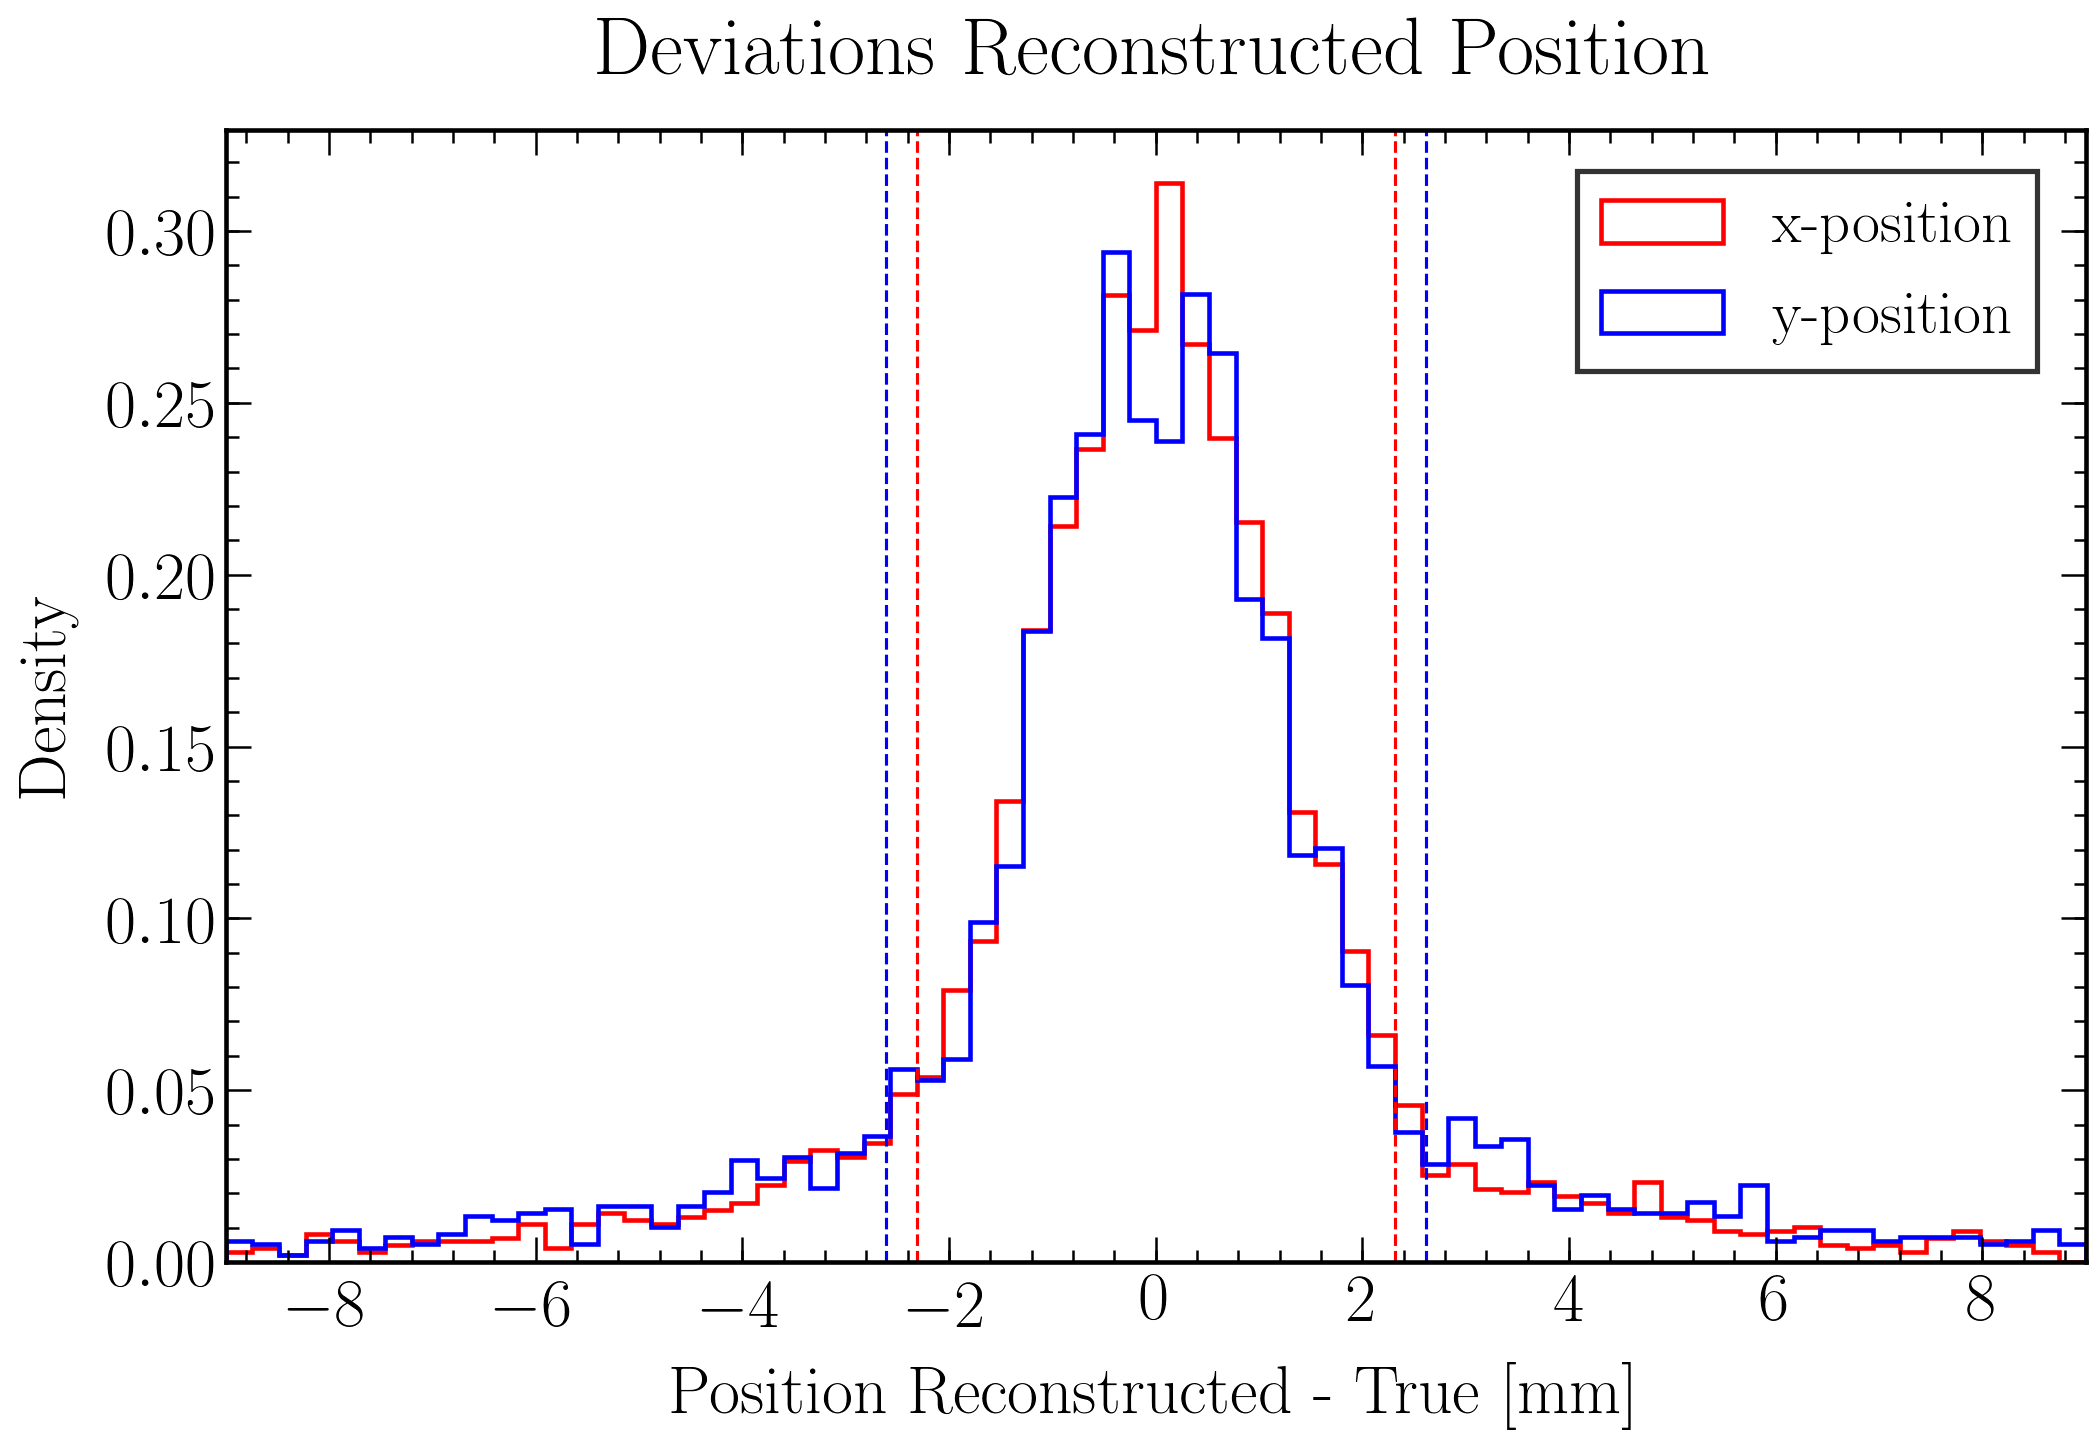 Deviations Reconstructed Position
x-position
y-position
Density
0.30
0.25
0.20
0.15
0.10
0.05
0.00
−8 −6 −4 −2 0 2 4 6 8
Position Reconstructed - True [mm]